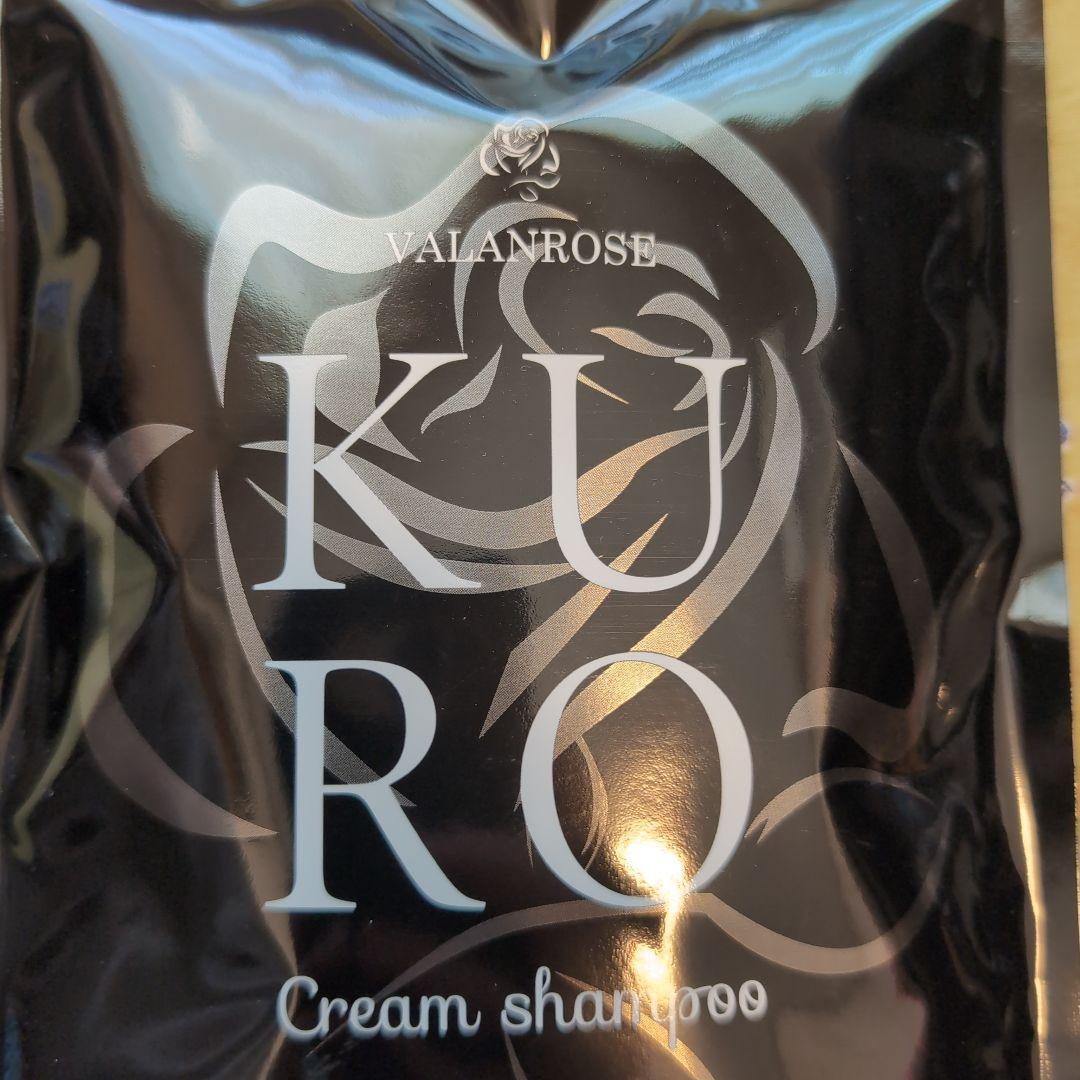 VALANROSE
KU
RO
Cream shampoo